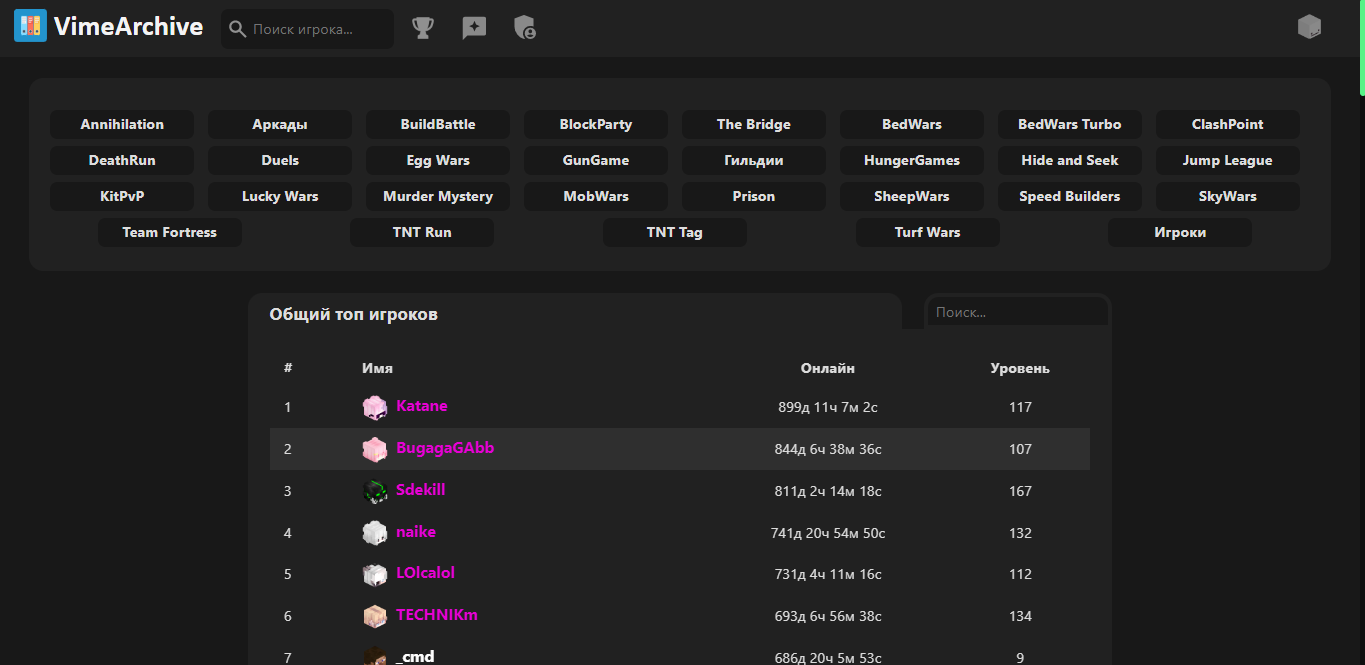 VimeArchive Поиск игрока...
Annihilation Аркады BuildBattle BlockParty The Bridge BedWars BedWars Turbo ClashPoint
DeathRun Duels Egg Wars GunGame Гильдии HungerGames Hide and Seek Jump League
KitPvP Lucky Wars Murder Mystery MobWars Prison SheepWars Speed Builders SkyWars
Team Fortress TNT Run TNT Tag Turf Wars Игроки
Общий топ игроков Поиск...
# Имя Онлайн Уровень
1 Katane 899д 11ч 7м 2с 117
2 BugagaGAbb 844д 6ч 38м 36с 107
3 Sdekill 811д 2ч 14м 18с 167
4 naike 741д 20ч 54м 50с 132
5 LOlcalol 731д 4ч 11м 16с 112
6 TECHNIKm 693д 6ч 56м 38с 134
7 _cmd 686д 20ч 5м 53с 9